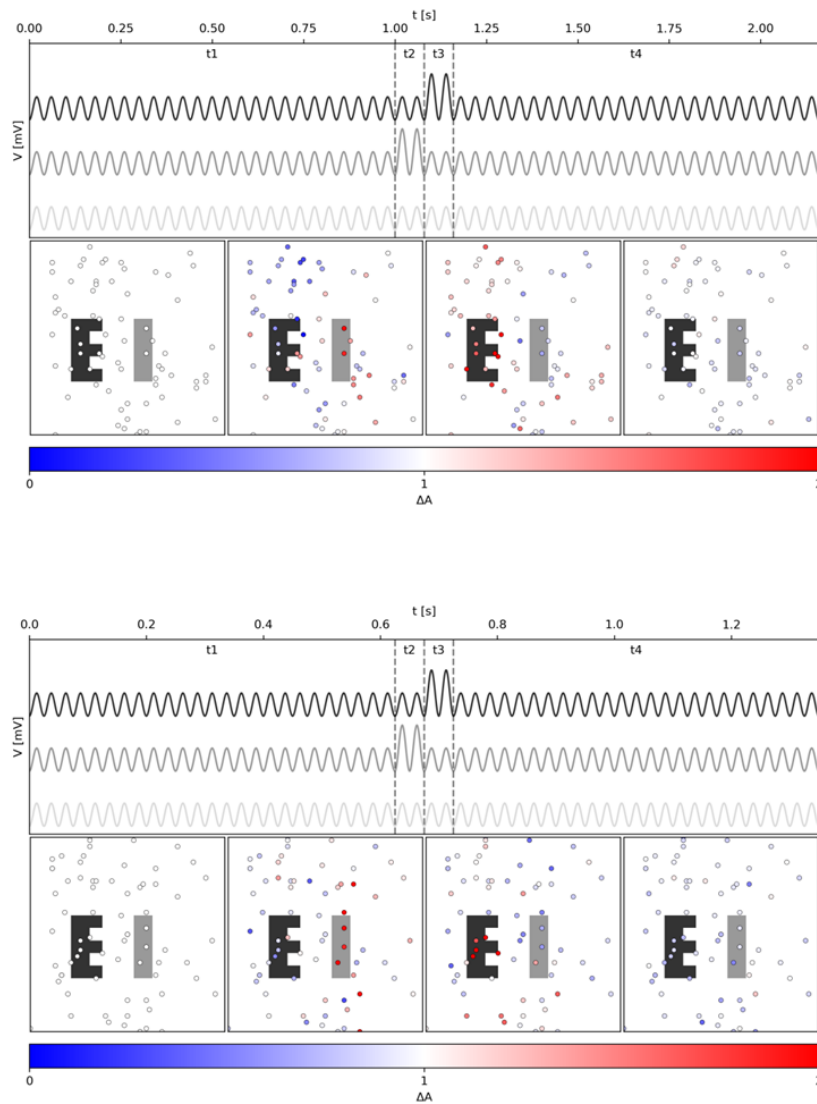 t [s]
0.00 0.25 0.50 0.75 1.00 1.25 1.50 1.75 2.00
t1 t2 t3 t4
V [mV]
E I E I E I E I
0 1 2
ΔA
t [s]
0.0 0.2 0.4 0.6 0.8 1.0 1.2
t1 t2 t3 t4
V [mV]
E I E I E I E I
0 1
ΔA